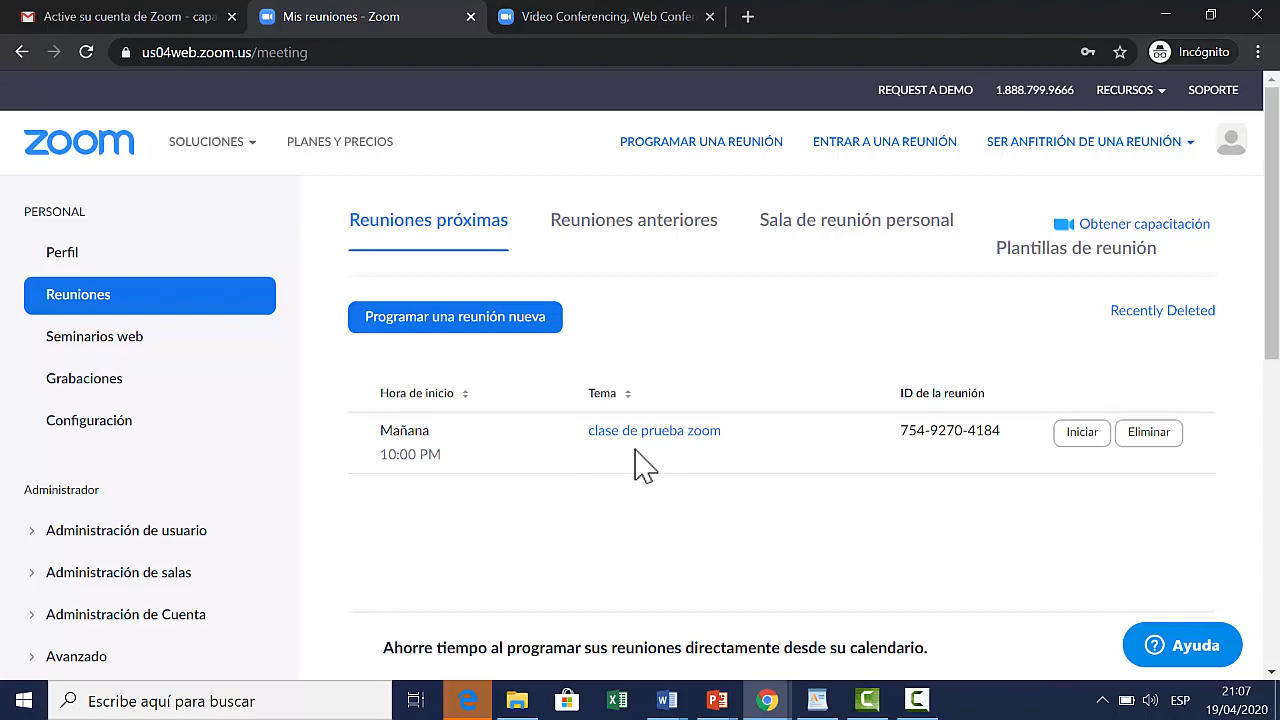 Active su cuenta de Zoom - capa
Mis reuniones - Zoom
Video Conferencing, Web Confer
us04web.zoom.us/meeting
Incógnito
REQUEST A DEMO
1.888.799.9666
RECURSOS
SOPORTE
zoom
SOLUCIONES
PLANES Y PRECIOS
PROGRAMAR UNA REUNIÓN
ENTRAR A UNA REUNIÓN
SER ANFITRIÓN DE UNA REUNIÓN
PERSONAL
Perfil
Reuniones
Seminarios web
Grabaciones
Configuración
Administrador
Administración de usuario
Administración de salas
Administración de Cuenta
Avanzado
Reuniones próximas
Reuniones anteriores
Sala de reunión personal
Obtener capacitación
Plantillas de reunión
Programar una reunión nueva
Recently Deleted
Hora de inicio
Tema
ID de la reunión
Mañana
10:00 PM
clase de prueba zoom
754-9270-4184
Iniciar
Eliminar
Ahorre tiempo al programar sus reuniones directamente desde su calendario.
Ayuda
Escribe aquí para buscar
ESP
21:07
19/04/2020